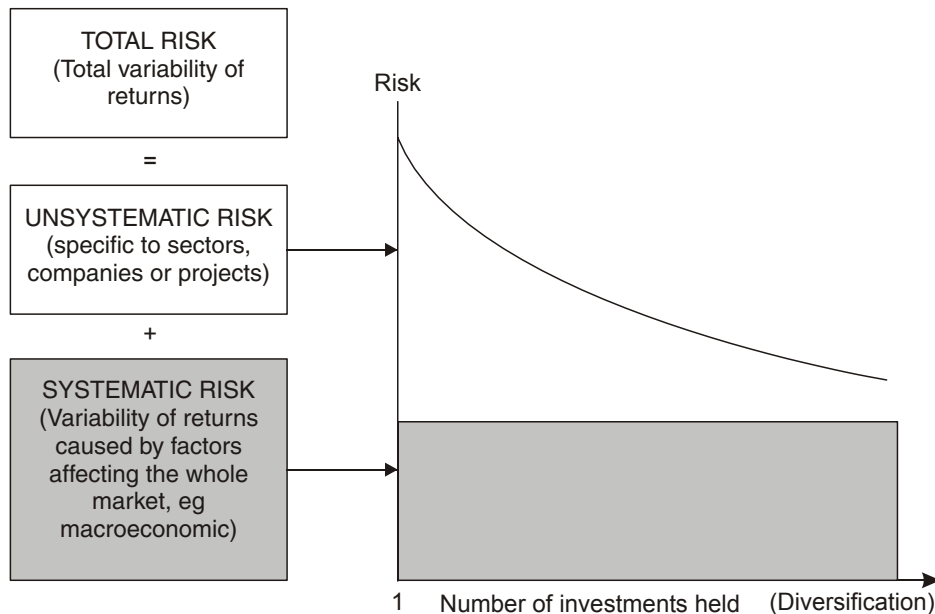 TOTAL RISK
(Total variability of
returns)
=
UNSYSTEMATIC RISK
(specific to sectors,
companies or projects)
+
SYSTEMATIC RISK
(Variability of returns
caused by factors
affecting the whole
market, eg
macroeconomic)
Risk
1 Number of investments held (Diversification)